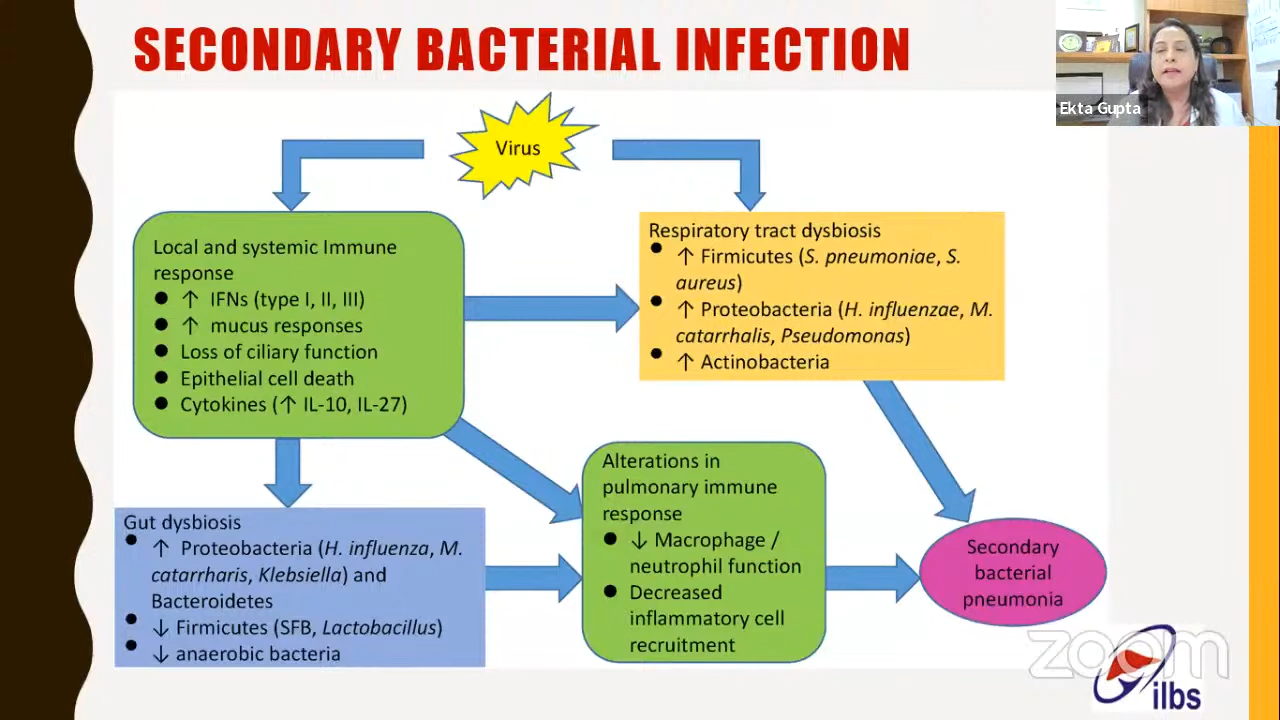 SECONDARY BACTERIAL INFECTION
Ekta Gupta
Virus
Local and systemic Immune
response
● ↑ IFNs (type I, II, III)
● ↑ mucus responses
● Loss of ciliary function
● Epithelial cell death
● Cytokines (↑ IL-10, IL-27)
Respiratory tract dysbiosis
● ↑ Firmicutes (S. pneumoniae, S.
aureus)
● ↑ Proteobacteria (H. influenzae, M.
catarrhalis, Pseudomonas)
● ↑ Actinobacteria
Gut dysbiosis
● ↑ Proteobacteria (H. influenza, M.
catarrharis, Klebsiella) and
Bacteroidetes
● ↓ Firmicutes (SFB, Lactobacillus)
● ↓ anaerobic bacteria
Alterations in
pulmonary immune
response
● ↓ Macrophage /
neutrophil function
● Decreased
inflammatory cell
recruitment
Secondary
bacterial
pneumonia
zoom
ilbs